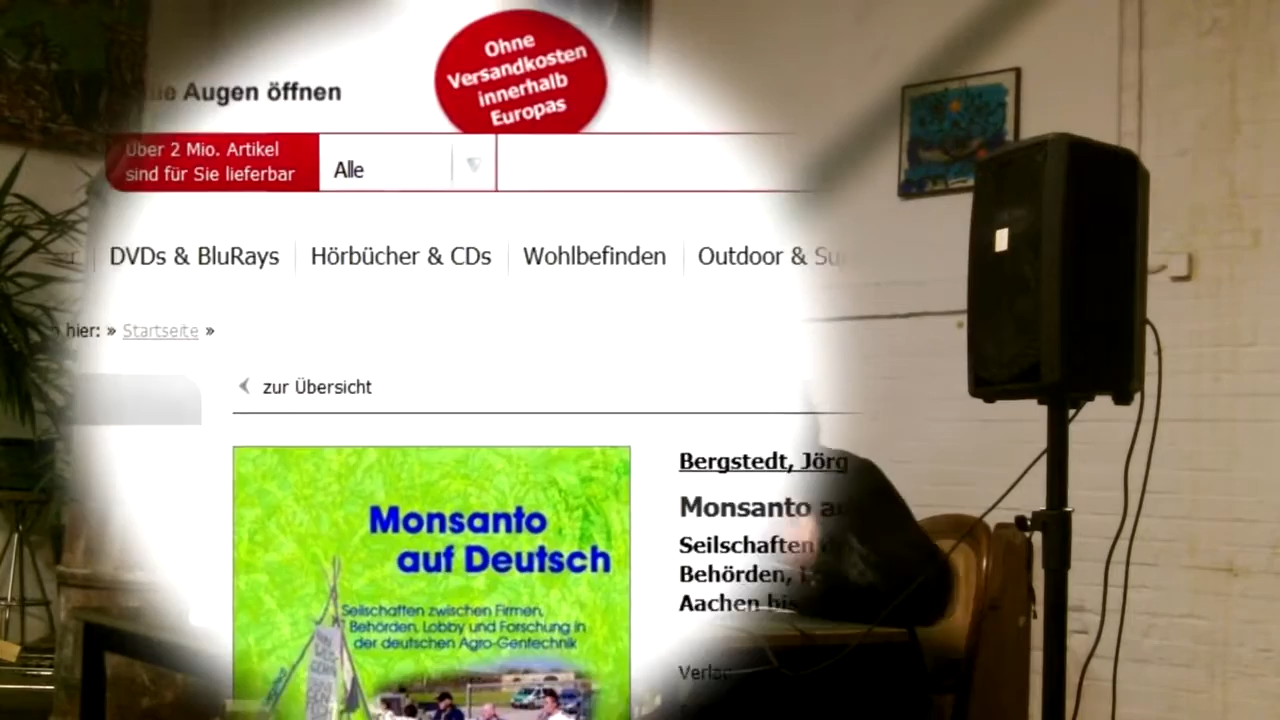 Augen öffnen
Ohne
Versandkosten
innerhalb
Europas
Über 2 Mio. Artikel
sind für Sie lieferbar
Alle
DVDs & BluRays
Hörbücher & CDs
Wohlbefinden
Outdoor &
hier: » Startseite »
zur Übersicht
Bergstedt, Jörg
Monsanto
Seilschaften
Behörden,
Aachen bis
Monsanto
auf Deutsch
Seilschaften zwischen Firmen,
Behörden, Lobby und Forschung in
der deutschen Agro-Gentechnik